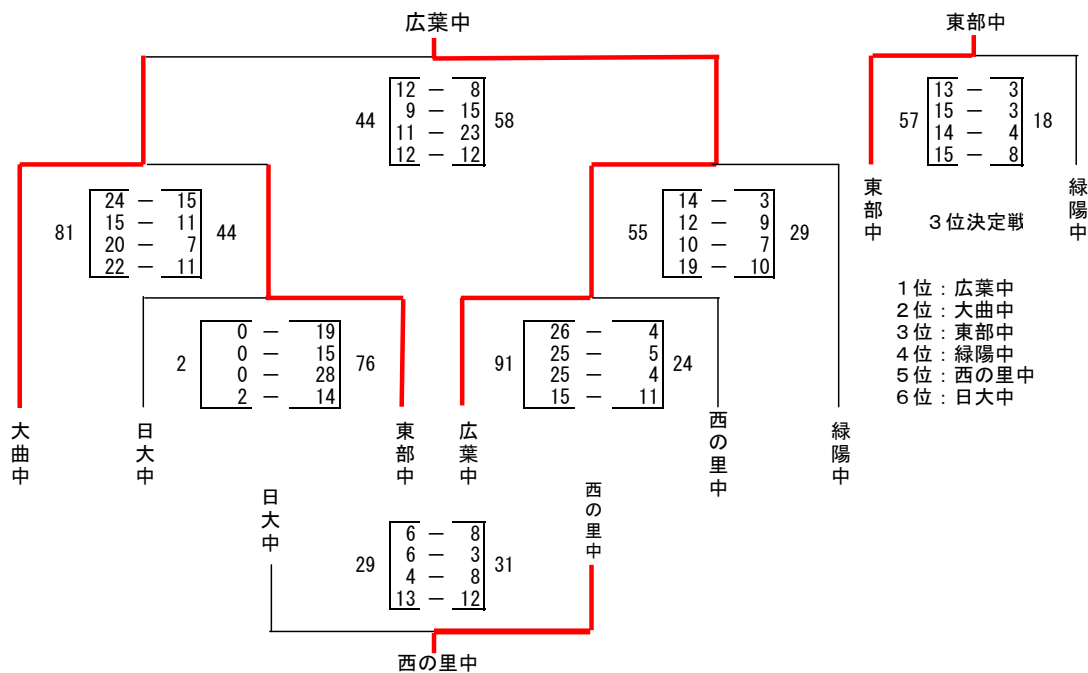 広葉中
東部中
44
12 － 8
9 － 15
11 － 23
12 － 12
58
57
13 － 3
15 － 3
14 － 4
15 － 8
18
東部中
緑陽中
3位決定戦
81
24 － 15
15 － 11
20 － 7
22 － 11
44
55
14 － 3
12 － 9
10 － 7
19 － 10
29
1位：広葉中
2位：大曲中
3位：東部中
4位：緑陽中
5位：西の里中
6位：日大中
2
0 － 19
0 － 15
0 － 28
2 － 14
76
91
26 － 4
25 － 5
25 － 4
15 － 11
24
大曲中
日大中
東部中
広葉中
西の里中
緑陽中
日大中
西の里中
29
6 － 8
6 － 3
4 － 8
13 － 12
31
西の里中